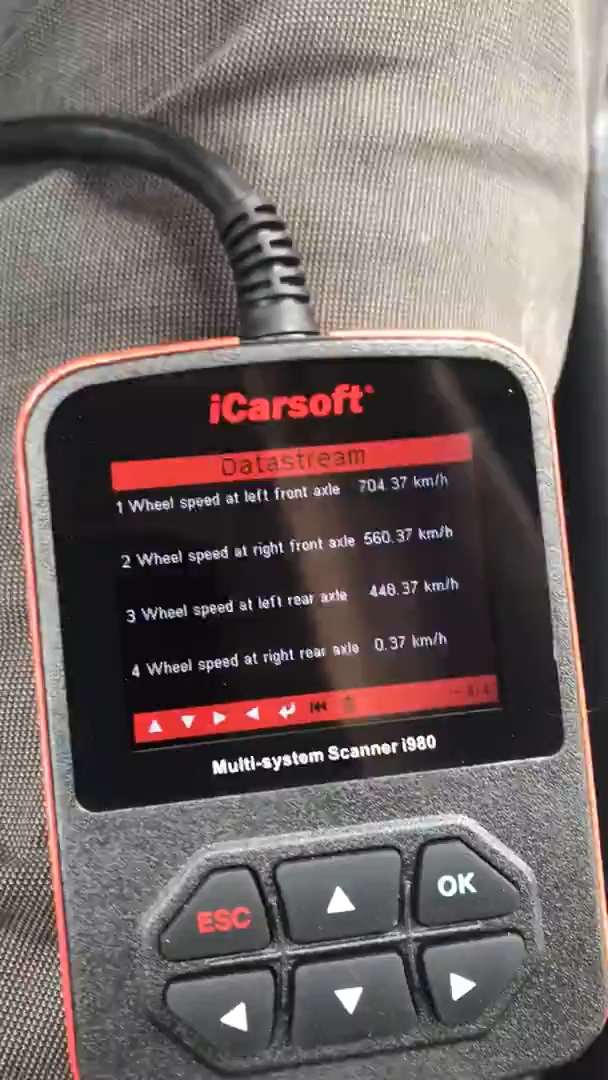 iCarsoft
Datastream
1 Wheel speed at left front axle 704.37 km/h
2 Wheel speed at right front axle 560.37 km/h
3 Wheel speed at left rear axle 448.37 km/h
4 Wheel speed at right rear axle 0.37 km/h
Multi-system Scanner i980
ESC
OK